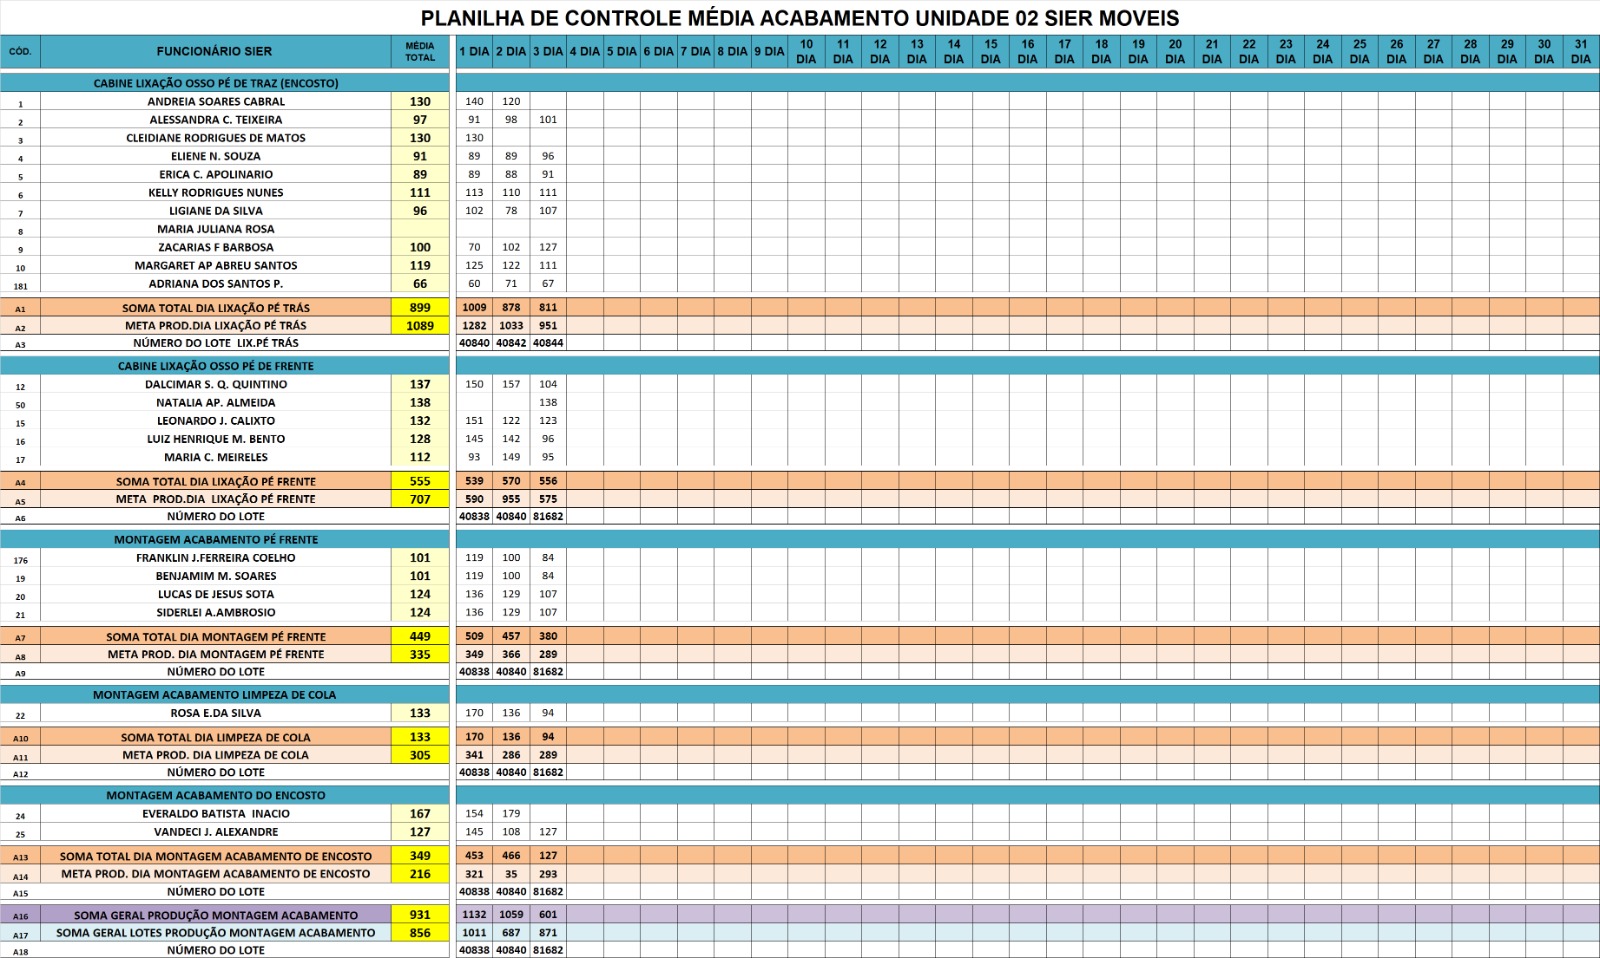 PLANILHA DE CONTROLE MÉDIA ACABAMENTO UNIDADE 02 SIER MOVEIS
CÓD. FUNCIONÁRIO SIER MÉDIA TOTAL 1 DIA 2 DIA 3 DIA 4 DIA 5 DIA 6 DIA 7 DIA 8 DIA 9 DIA 10 DIA 11 DIA 12 DIA 13 DIA 14 DIA 15 DIA 16 DIA 17 DIA 18 DIA 19 DIA 20 DIA 21 DIA 22 DIA 23 DIA 24 DIA 25 DIA 26 DIA 27 DIA 28 DIA 29 DIA 30 DIA 31 DIA
CABINE LIXAÇÃO OSSO PÉ DE TRAZ (ENCOSTO)
1 ANDREIA SOARES CABRAL 130 140 120
2 ALESSANDRA C. TEIXEIRA 97 91 98 101
3 CLEIDIANE RODRIGUES DE MATOS 130 130
4 ELIENE N. SOUZA 91 89 89 96
5 ERICA C. APOLINARIO 89 89 88 91
6 KELLY RODRIGUES NUNES 111 113 110 111
7 LIGIANE DA SILVA 96 102 78 107
8 MARIA JULIANA ROSA
9 ZACARIAS F BARBOSA 100 70 102 127
10 MARGARET AP ABREU SANTOS 119 125 122 111
181 ADRIANA DOS SANTOS P. 66 60 71 67
A1 SOMA TOTAL DIA LIXAÇÃO PÉ TRÁS 899 1009 878 811
A2 META PROD.DIA LIXAÇÃO PÉ TRÁS 1089 1282 1033 951
A3 NÚMERO DO LOTE LIX.PÉ TRÁS 40840 40842 40844
CABINE LIXAÇÃO OSSO PÉ DE FRENTE
12 DALCIMAR S. Q. QUINTINO 137 150 157 104
50 NATALIA AP. ALMEIDA 138 138
15 LEONARDO J. CALIXTO 132 151 122 123
16 LUIZ HENRIQUE M. BENTO 128 145 142 96
17 MARIA C. MEIRELES 112 93 149 95
A4 SOMA TOTAL DIA LIXAÇÃO PÉ FRENTE 555 539 570 556
A5 META PROD.DIA LIXAÇÃO PÉ FRENTE 707 590 955 575
A6 NÚMERO DO LOTE 40838 40840 81682
MONTAGEM ACABAMENTO PÉ FRENTE
176 FRANKLIN J.FERREIRA COELHO 101 119 100 84
19 BENJAMIM M. SOARES 101 119 100 84
20 LUCAS DE JESUS SOTA 124 136 129 107
21 SIDERLEI A.AMBROSIO 124 136 129 107
A7 SOMA TOTAL DIA MONTAGEM PÉ FRENTE 449 509 457 380
A8 META PROD. DIA MONTAGEM PÉ FRENTE 335 349 366 289
A9 NÚMERO DO LOTE 40838 40840 81682
MONTAGEM ACABAMENTO LIMPEZA DE COLA
22 ROSA E.DA SILVA 133 170 136 94
A10 SOMA TOTAL DIA LIMPEZA DE COLA 133 170 136 94
A11 META PROD. DIA LIMPEZA DE COLA 305 341 286 289
A12 NÚMERO DO LOTE 40838 40840 81682
MONTAGEM ACABAMENTO DO ENCOSTO
24 EVERALDO BATISTA INACIO 167 154 179
25 VANDECI J. ALEXANDRE 127 145 108 127
A13 SOMA TOTAL DIA MONTAGEM ACABAMENTO DE ENCOSTO 349 453 466 127
A14 META PROD. DIA MONTAGEM ACABAMENTO DE ENCOSTO 216 321 35 293
A15 NÚMERO DO LOTE 40838 40840 81682
A16 SOMA GERAL PRODUÇÃO MONTAGEM ACABAMENTO 931 1132 1059 601
A17 SOMA GERAL LOTES PRODUÇÃO MONTAGEM ACABAMENTO 856 1011 687 871
A18 NÚMERO DO LOTE 40838 40840 81682